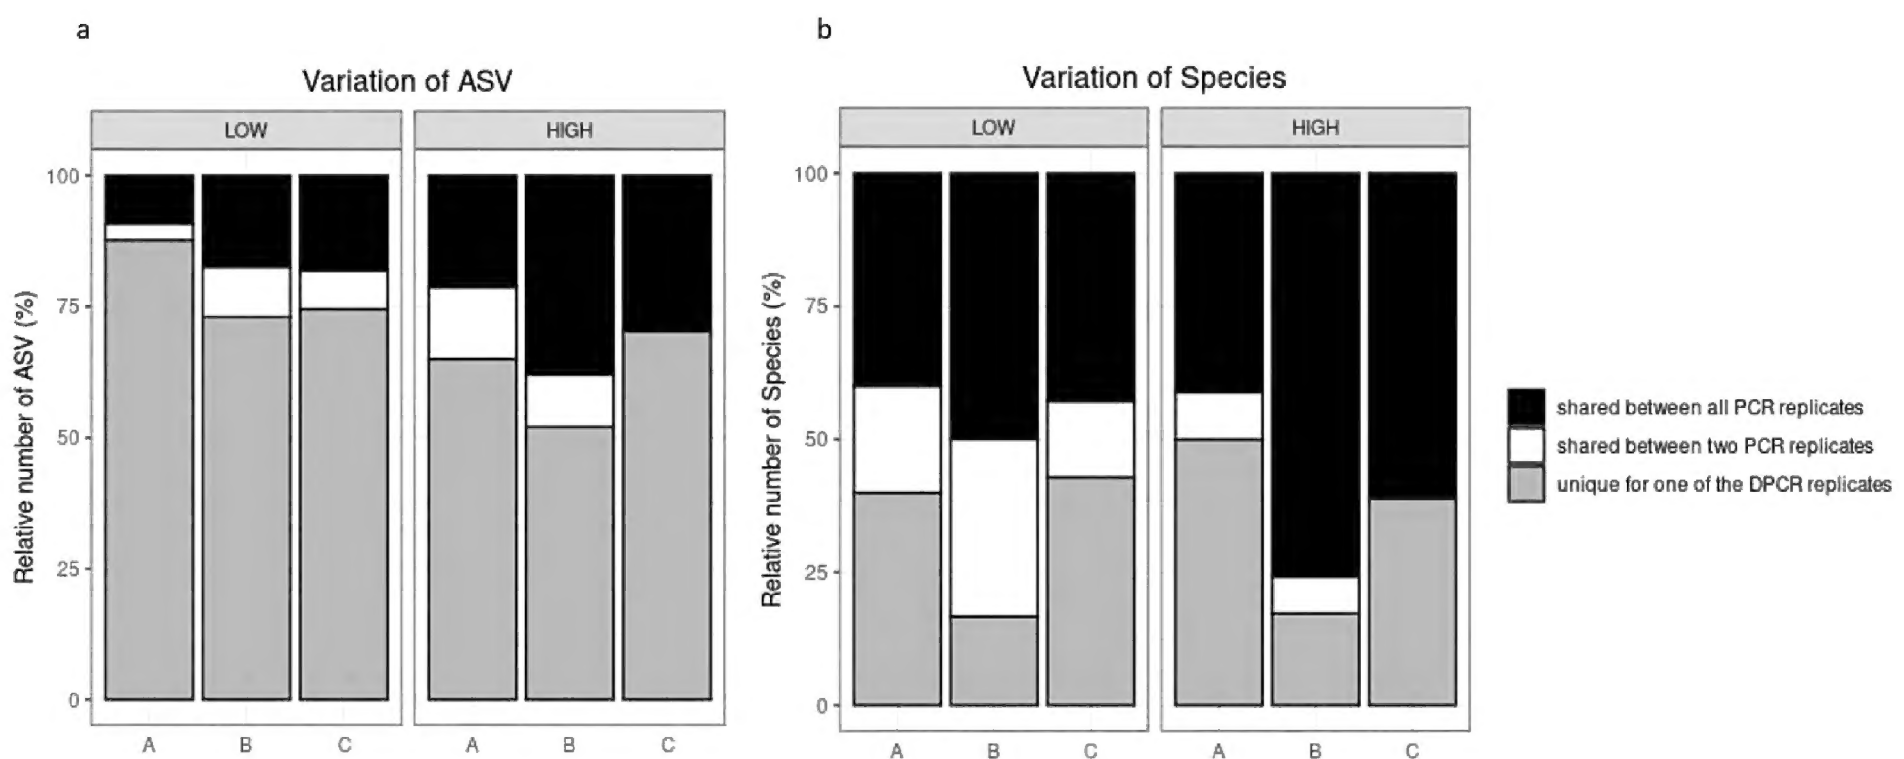 a
Variation of ASV
LOW
HIGH
Relative number of ASV (%)
100
75
50
25
0
A B C
A B C
b
Variation of Species
LOW
HIGH
Relative number of Species (%)
100
75
50
25
0
A B C
A B C
shared between all PCR replicates
shared between two PCR replicates
unique for one of the DPCR replicates